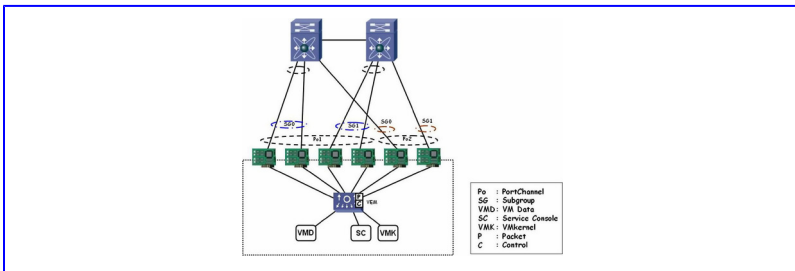 SG0
SG1
SG0
SG1
Po1
Po2
P
C
VEM
VMD
SC
VMK
Po : PortChannel
SG : Subgroup
VMD: VM Data
SC : Service Console
VMK: VMkernel
P : Packet
C : Control